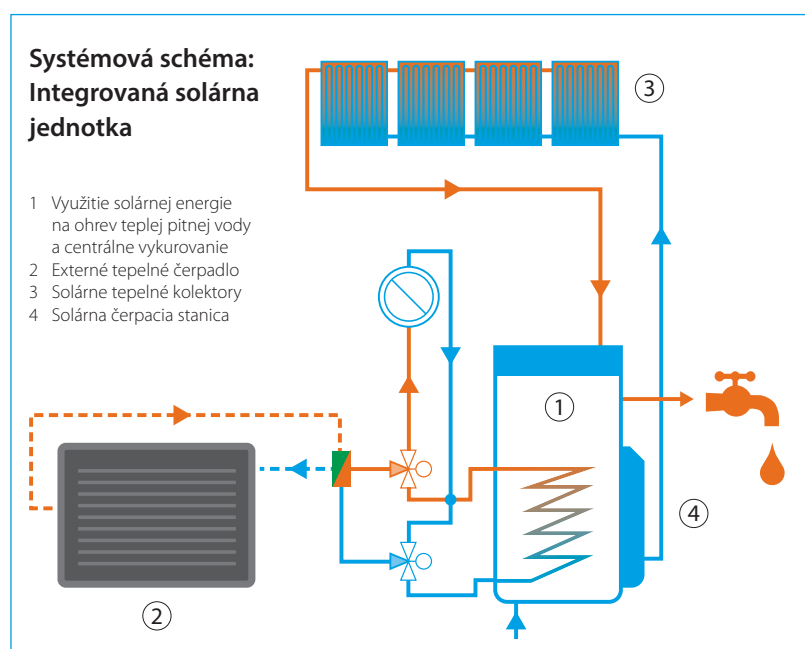 Systémová schéma:
Integrovaná solárna
jednotka
1 Využitie solárnej energie
na ohrev teplej pitnej vody
a centrálne vykurovanie
2 Externé tepelné čerpadlo
3 Solárne tepelné kolektory
4 Solárna čerpacia stanica
3
1
4
2